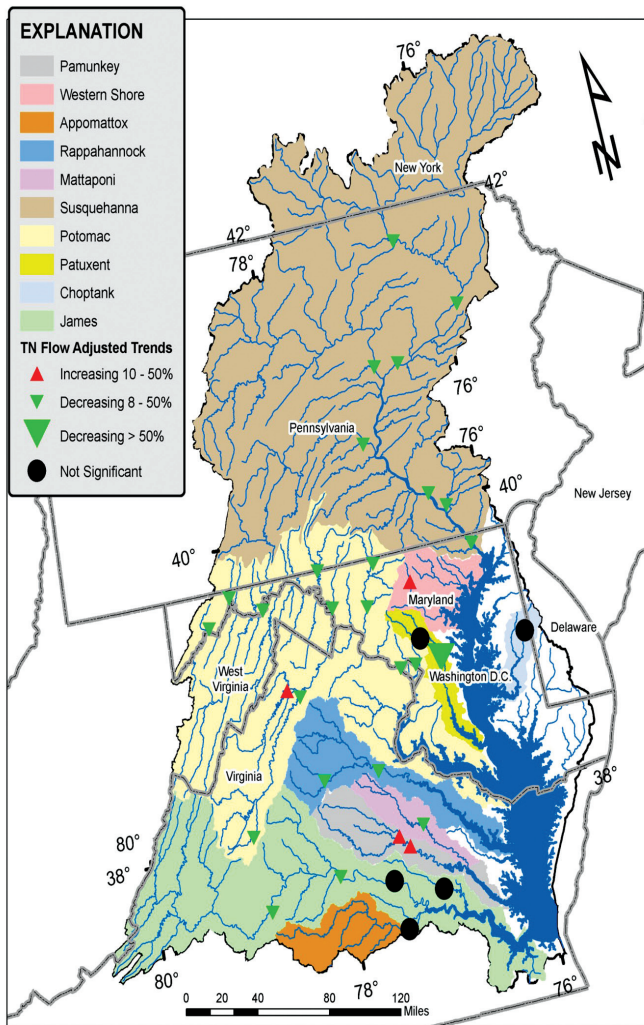 EXPLANATION
Pamunkey
Western Shore
Appomattox
Rappahannock
Mattaponi
Susquehanna
Potomac
Patuxent
Choptank
James
TN Flow Adjusted Trends
Increasing 10 - 50%
Decreasing 8 - 50%
Decreasing > 50%
Not Significant
76°
N
New York
42°
42°
78°
76°
Pennsylvania
76°
40°
New Jersey
40°
Maryland
Delaware
West
Virginia
Washington D.C.
Virginia
38°
80°
38°
80°
78°
76°
0 20 40 60 80 120
Miles